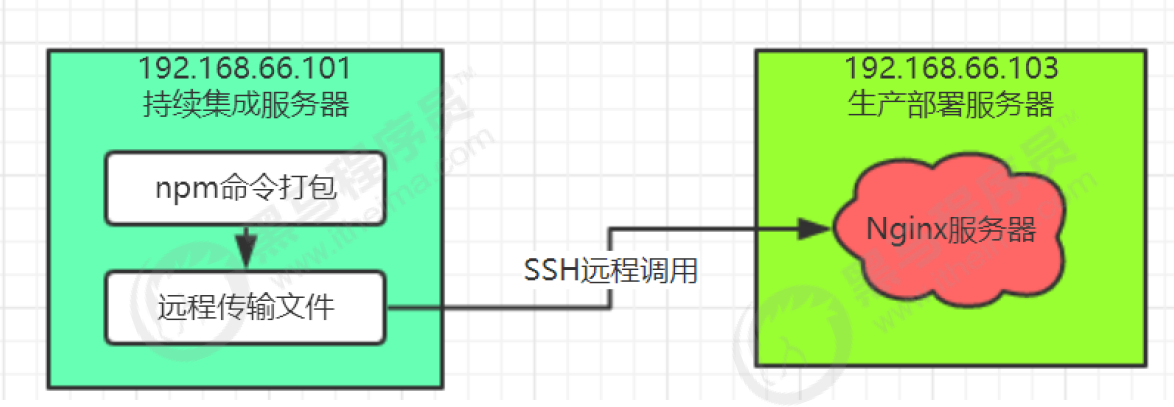 192.168.66.101
持续集成服务器
192.168.66.103
生产部署服务器
npm命令打包
Nginx服务器
SSH远程调用
远程传输文件
黑马程序员™
www.itheima.com
黑马程序员™
www.itheima.com